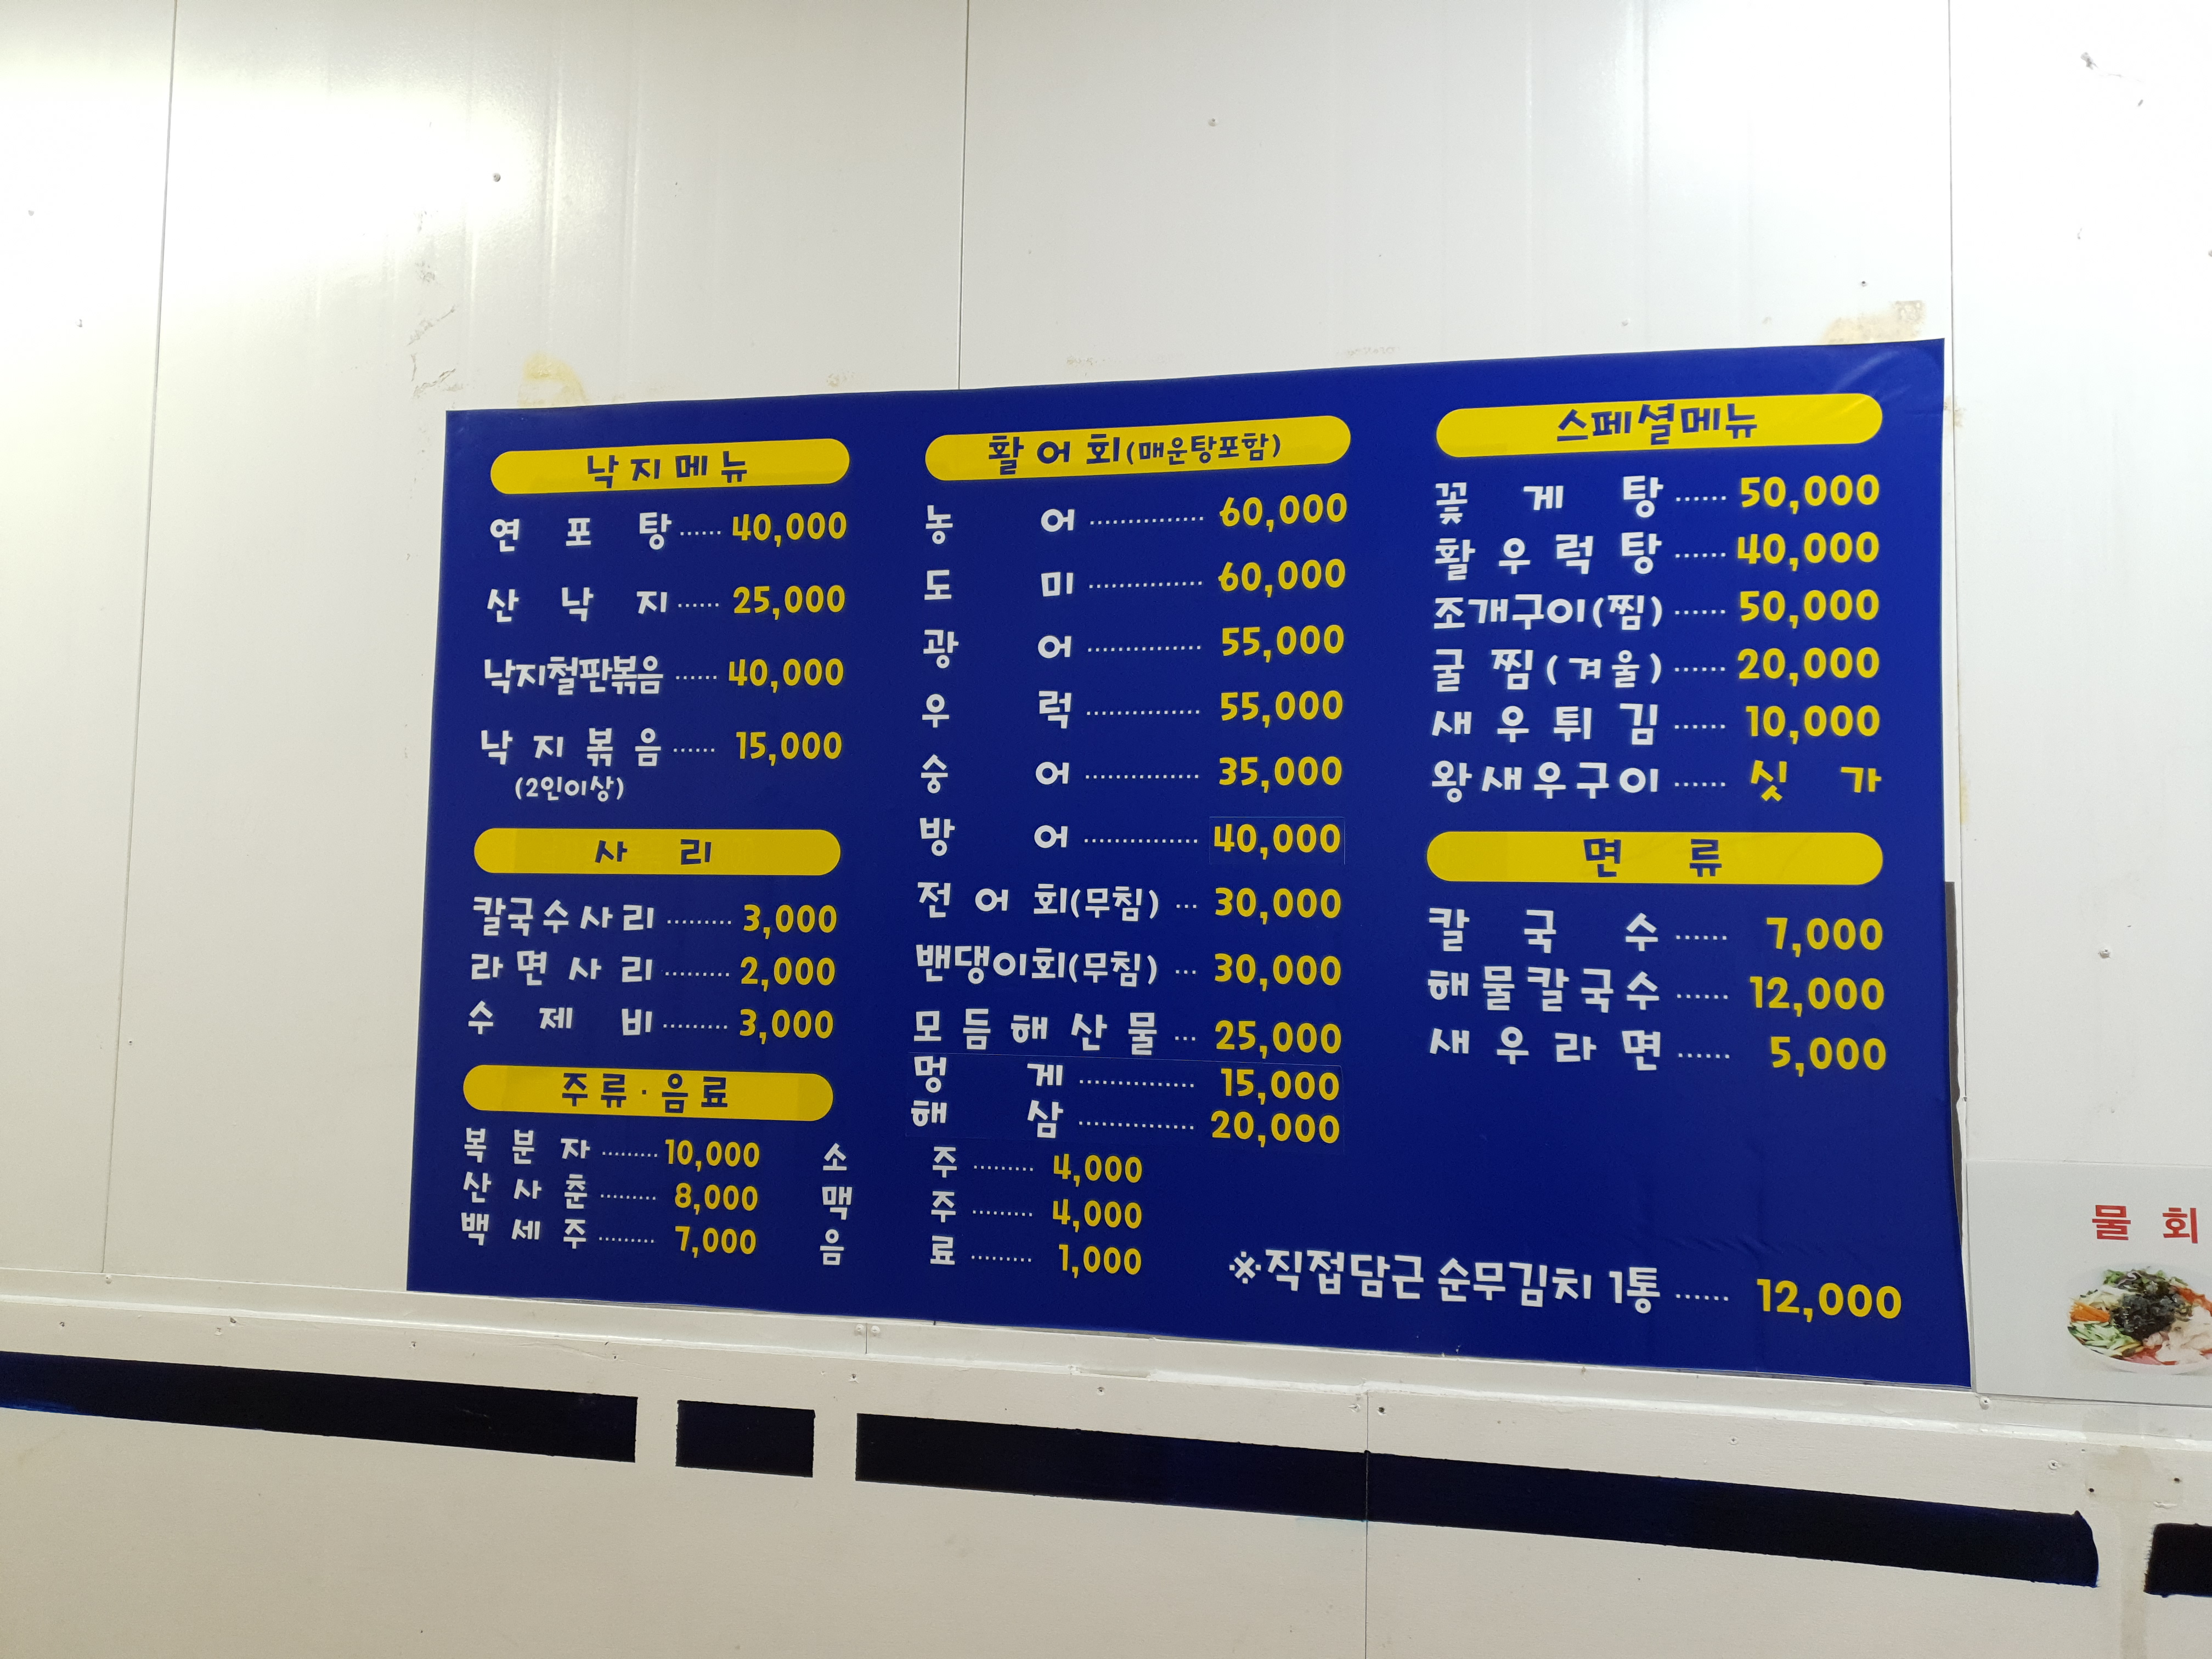 낙지메뉴
연포탕 ...... 40,000
산낙지 ...... 25,000
낙지철판볶음 ...... 40,000
낙지볶음 ...... 15,000
(2인이상)
사리
칼국수사리 ......... 3,000
라면사리 ......... 2,000
수제비 ......... 3,000
주류·음료
복분자 ......... 10,000
산사춘 ......... 8,000
백세주 ......... 7,000
소주 ......... 4,000
맥주 ......... 4,000
음료 ......... 1,000
활어회(매운탕포함)
농어 ............... 60,000
도미 ............... 60,000
광어 ............... 55,000
우럭 ............... 55,000
숭어 ............... 35,000
방어 ............... 40,000
전어회(무침) ... 30,000
밴댕이회(무침) ... 30,000
모듬해산물 ... 25,000
멍게 ............... 15,000
해삼 ............... 20,000
스페셜메뉴
꽃게탕 ...... 50,000
활우럭탕 ...... 40,000
조개구이(찜) ...... 50,000
굴찜(겨울) ...... 20,000
새우튀김 ...... 10,000
왕새우구이 ...... 싯가
면류
칼국수 ...... 7,000
해물칼국수 ...... 12,000
새우라면 ...... 5,000
※직접담근 순무김치 1통 ...... 12,000
물회